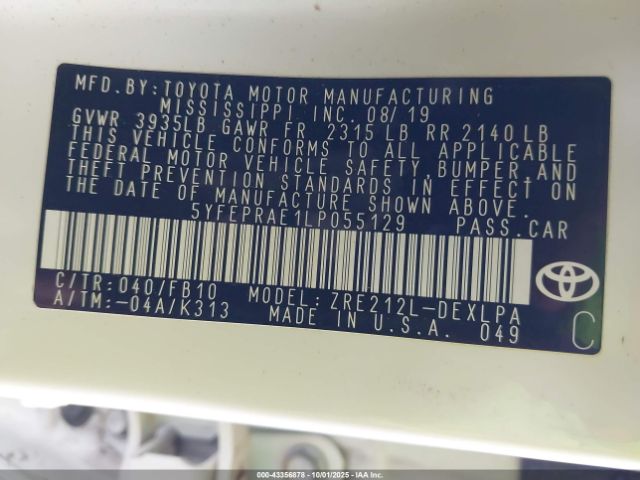 MFD. BY: TOYOTA MOTOR MANUFACTURING
MISSISSIPPI INC. 08/19
GVWR 3935LB GAWR FR 2315 LB RR 2140 LB
THIS VEHICLE CONFORMS TO ALL APPLICABLE
FEDERAL MOTOR VEHICLE SAFETY, BUMPER, AND
THEFT PREVENTION STANDARDS IN EFFECT ON
THE DATE OF MANUFACTURE SHOWN ABOVE.
5YFEPRAE1LP055129 PASS. CAR
C/TR: 040/FB10 MODEL: ZRE212L-DEXLPA
A/TM: -04A/K313 MADE IN U.S.A. 049
C
000-43356878 - 10/01/2025 - IAA Inc.